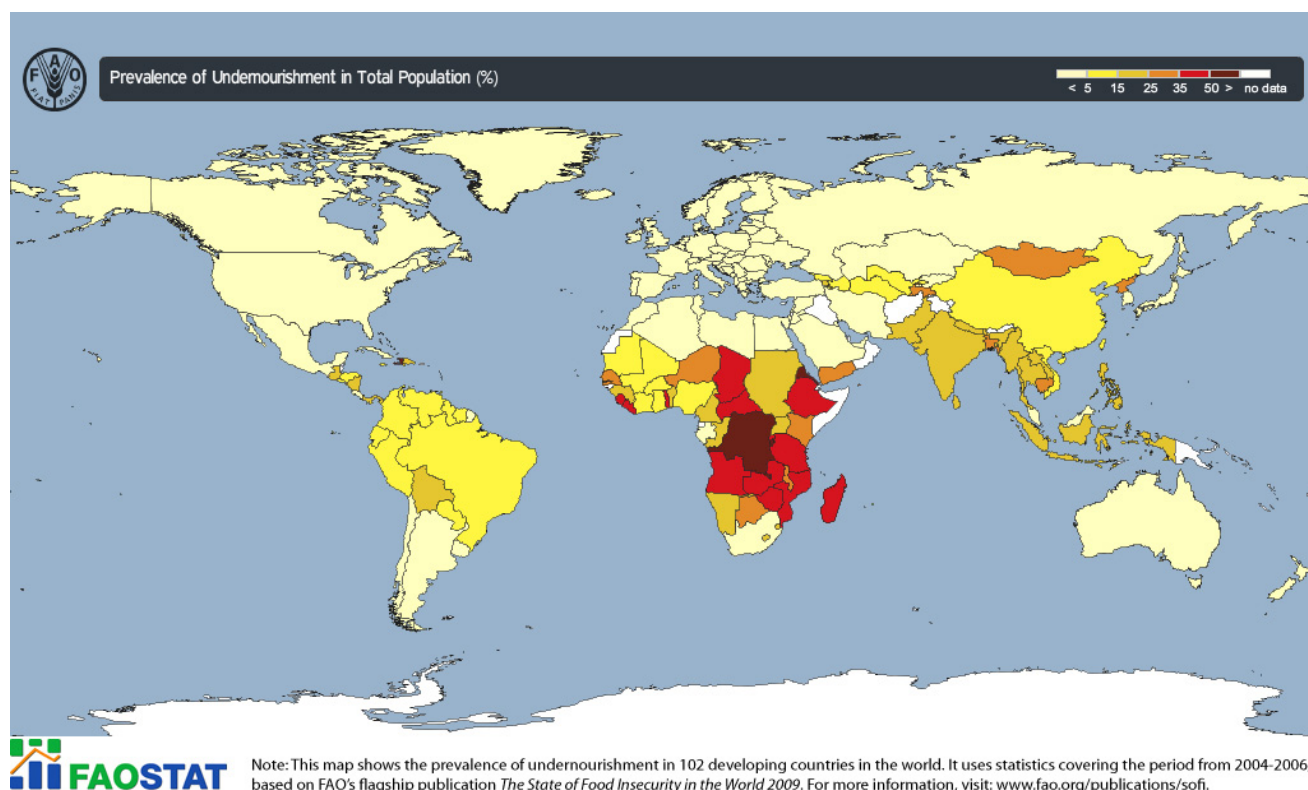 F A O
FIAT PANIS
Prevalence of Undernourishment in Total Population (%)
< 5 15 25 35 50 > no data
FAOSTAT
Note: This map shows the prevalence of undernourishment in 102 developing countries in the world. It uses statistics covering the period from 2004-2006
based on FAO's flagship publication The State of Food Insecurity in the World 2009. For more information, visit: www.fao.org/publications/sofi.